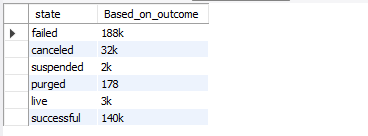 state Based_on_outcome
failed 188k
canceled 32k
suspended 2k
purged 178
live 3k
successful 140k